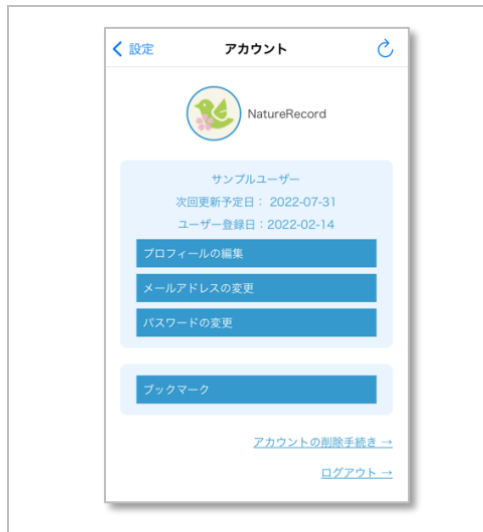 設定 アカウント
NatureRecord
サンプルユーザー
次回更新予定日： 2022-07-31
ユーザー登録日：2022-02-14
プロフィールの編集
メールアドレスの変更
パスワードの変更
ブックマーク
アカウントの削除手続き →
ログアウト →